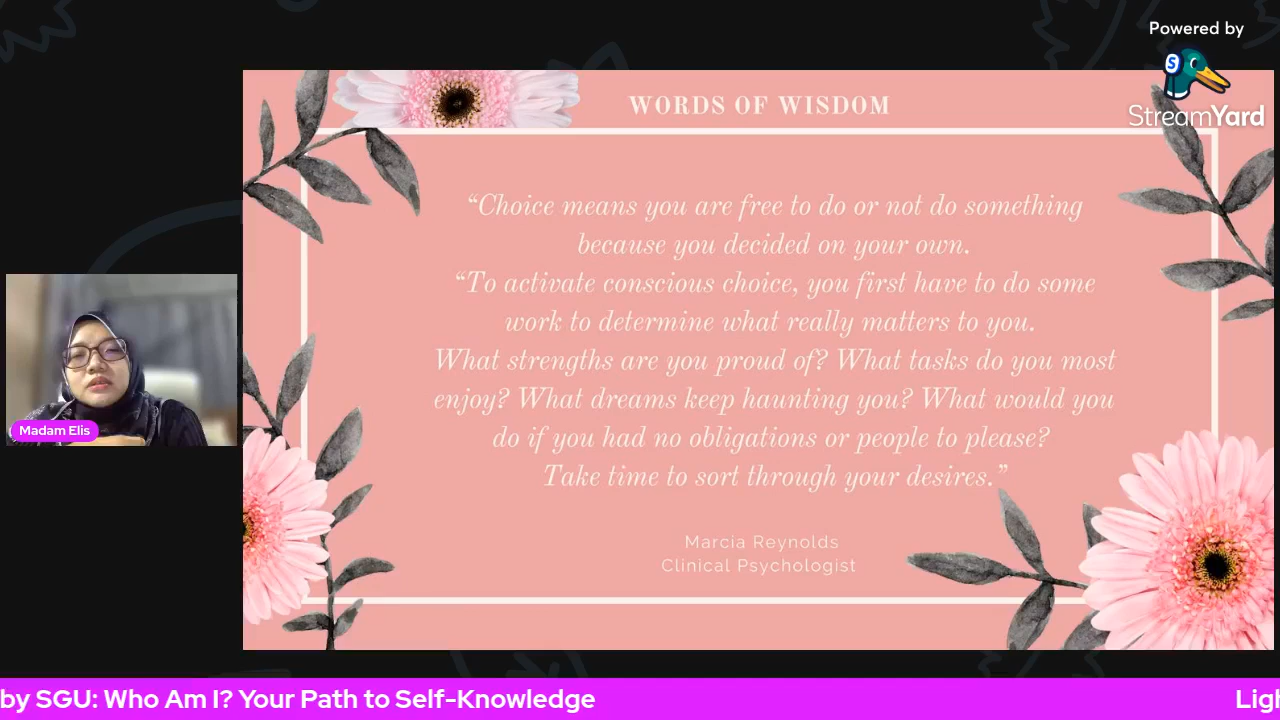 Powered by
StreamYard
WORDS OF WISDOM
“Choice means you are free to do or not do something
because you decided on your own.
“To activate conscious choice, you first have to do some
work to determine what really matters to you.
What strengths are you proud of? What tasks do you most
enjoy? What dreams keep haunting you? What would you
do if you had no obligations or people to please?
Take time to sort through your desires.”
Marcia Reynolds
Clinical Psychologist
Madam Elis
by SGU: Who Am I? Your Path to Self-Knowledge